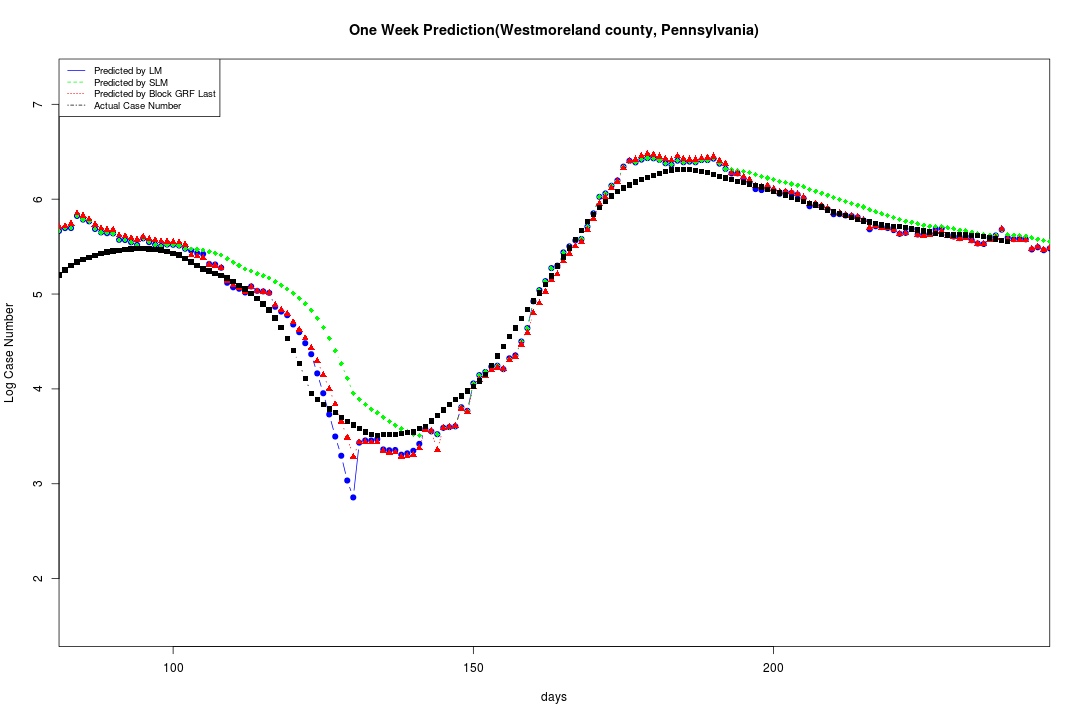 One Week Prediction(Westmoreland county, Pennsylvania)
Predicted by LM
Predicted by SLM
Predicted by Block GRF Last
Actual Case Number
7
6
5
4
3
2
Log Case Number
100 150 200
days